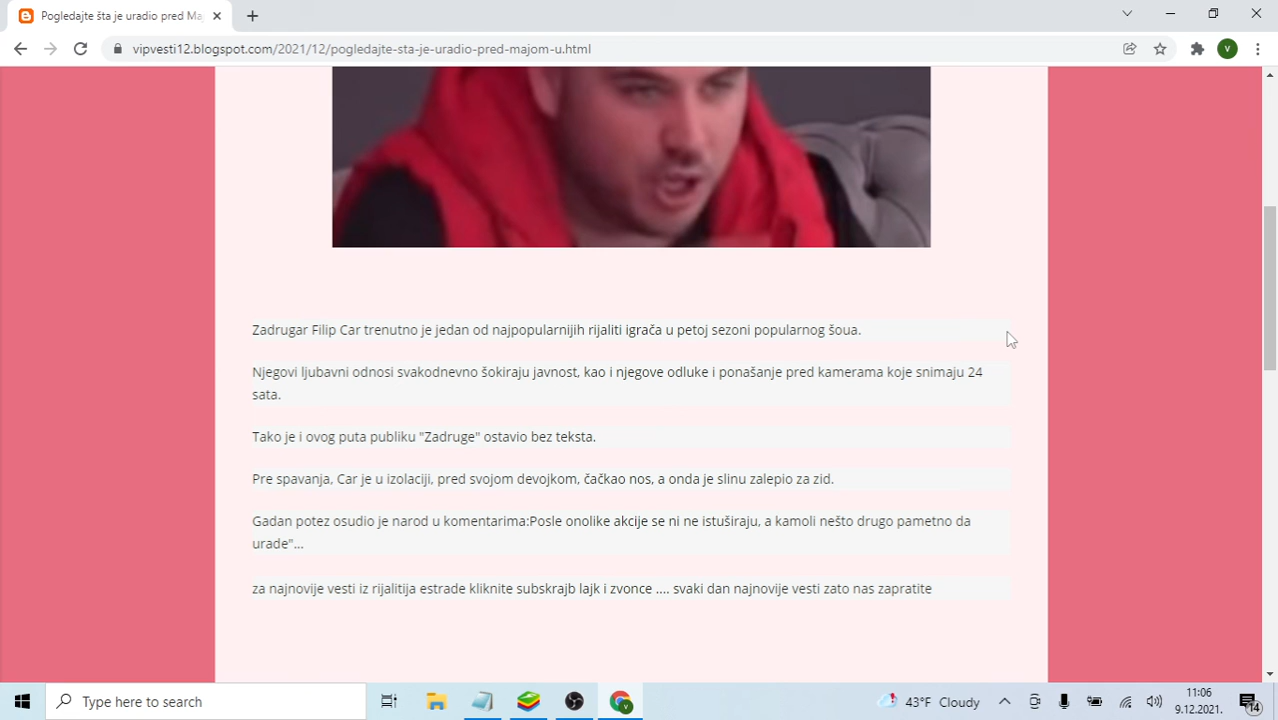 Pogledajte šta je uradio pred Ma
vipvesti12.blogspot.com/2021/12/pogledajte-sta-je-uradio-pred-majom-u.html
V
Zadrugar Filip Car trenutno je jedan od najpopularnijih rijaliti igrača u petoj sezoni popularnog šoua.
Njegovi ljubavni odnosi svakodnevno šokiraju javnost, kao i njegove odluke i ponašanje pred kamerama koje snimaju 24
sata.
Tako je i ovog puta publiku "Zadruge" ostavio bez teksta.
Pre spavanja, Car je u izolaciji, pred svojom devojkom, čačkao nos, a onda je slinu zalepio za zid.
Gadan potez osudio je narod u komentarima:Posle onolike akcije se ni ne istuširaju, a kamoli nešto drugo pametno da
urade"...
za najnovije vesti iz rijalitija estrade kliknite subskrajb lajk i zvonce .... svaki dan najnovije vesti zato nas zapratite
Type here to search
V
43°F Cloudy
11:06
9.12.2021.
14